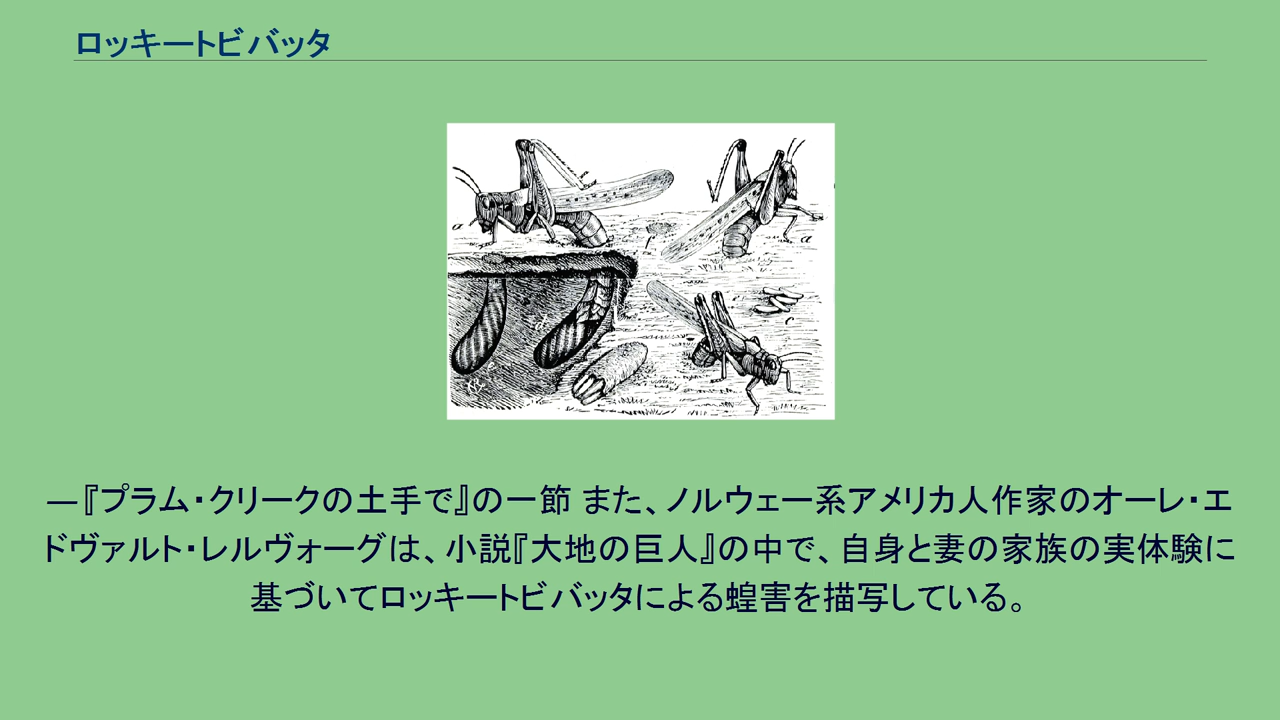 ロッキートビバッタ
a
a
c
―『プラム・クリークの土手で』の一節 また、ノルウェー系アメリカ人作家のオーレ・エ
ドヴァルト・レルヴォーグは、小説『大地の巨人』の中で、自身と妻の家族の実体験に
基づいてロッキートビバッタによる蝗害を描写している。